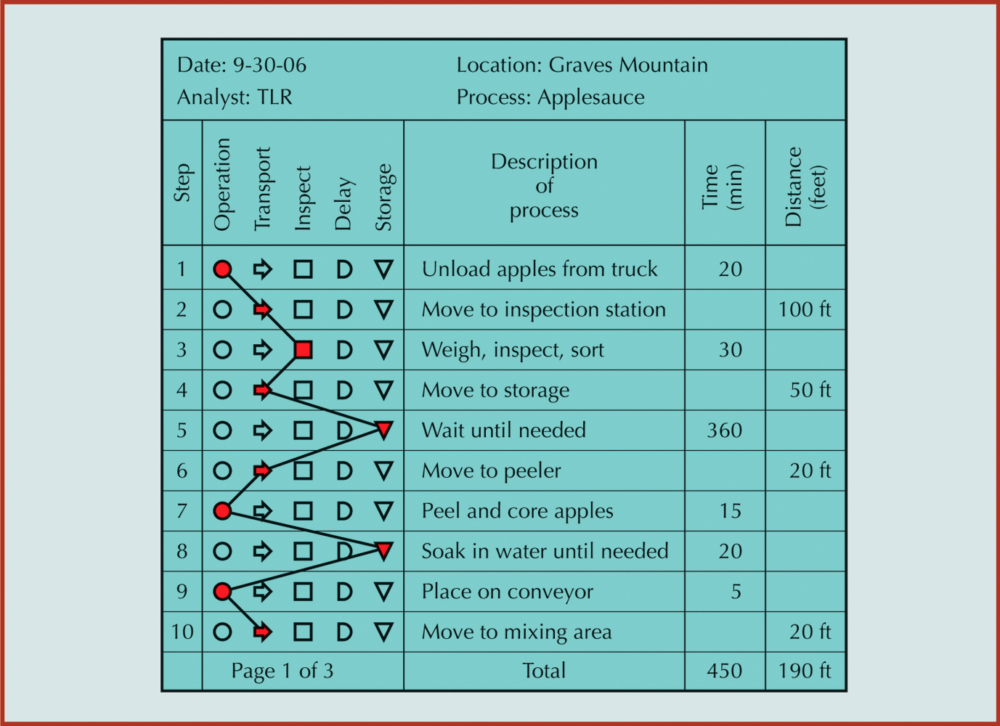 Date: 9-30-06 Location: Graves Mountain
Analyst: TLR Process: Applesauce
Step Operation Transport Inspect Delay Storage Description of process Time (min) Distance (feet)
1 Unload apples from truck 20
2 Move to inspection station 100 ft
3 Weigh, inspect, sort 30
4 Move to storage 50 ft
5 Wait until needed 360
6 Move to peeler 20 ft
7 Peel and core apples 15
8 Soak in water until needed 20
9 Place on conveyor 5
10 Move to mixing area 20 ft
Page 1 of 3 Total 450 190 ft